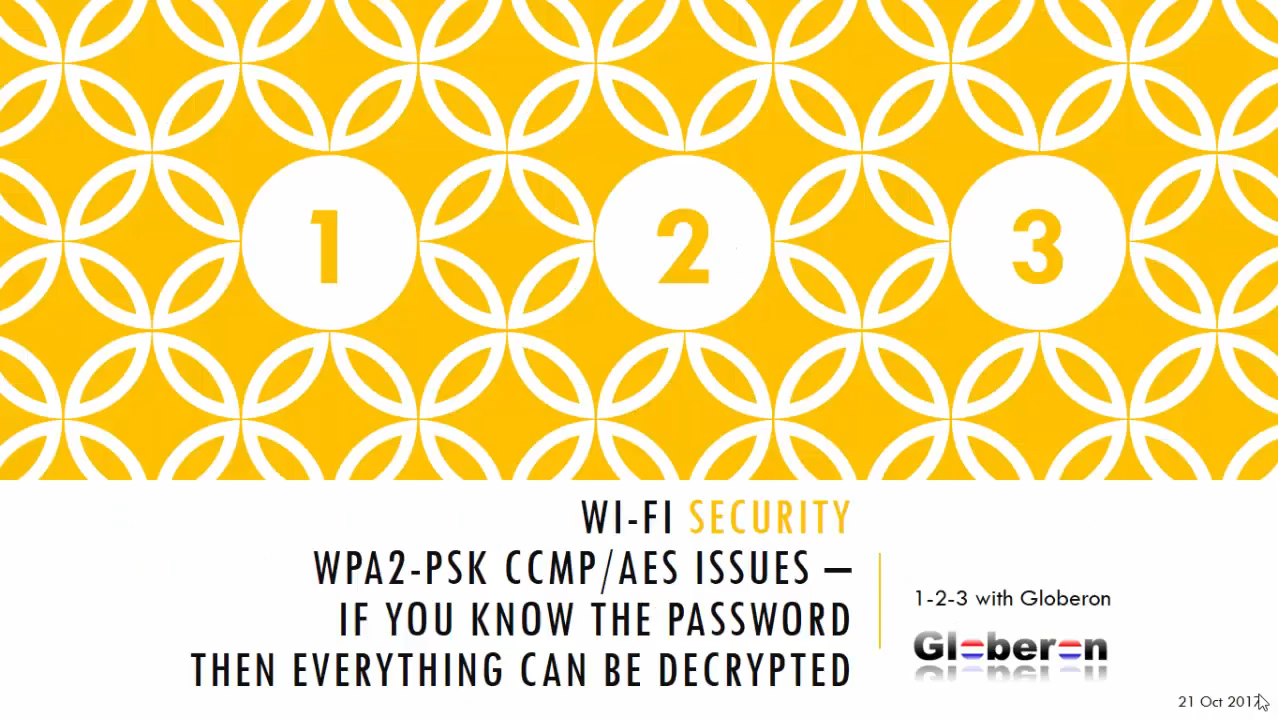 1 2 3
WI-FI SECURITY
WPA2-PSK CCMP/AES ISSUES —
IF YOU KNOW THE PASSWORD
THEN EVERYTHING CAN BE DECRYPTED
1-2-3 with Globeron
Globeron
21 Oct 2017